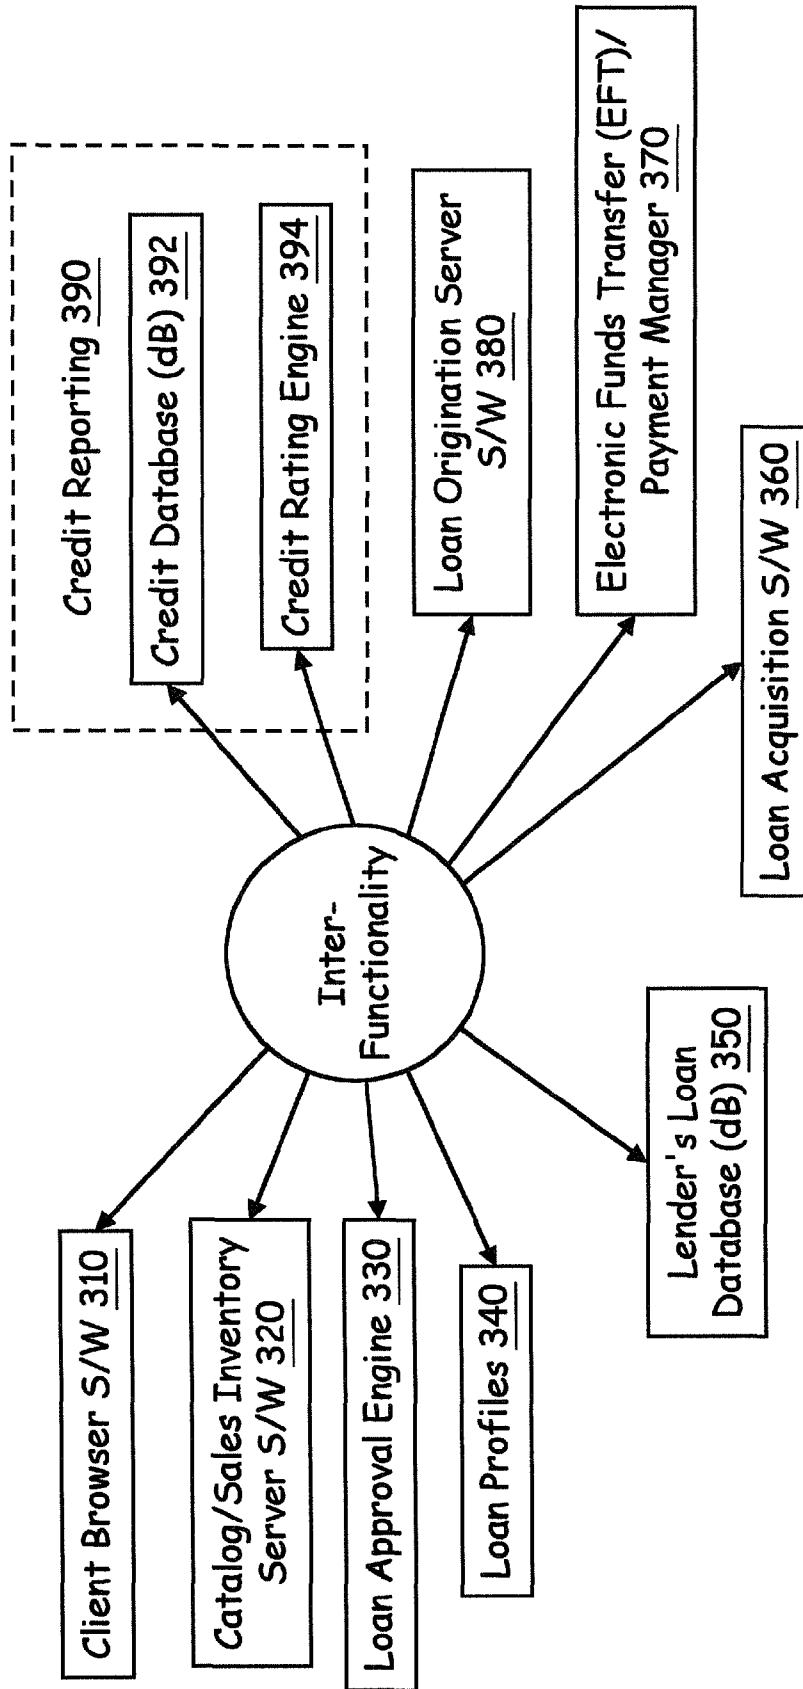 Client Browser S/W 310
Catalog/Sales Inventory
Server S/W 320
Loan Approval Engine 330
Loan Profiles 340
Lender's Loan
Database (dB) 350
Inter-
Functionality
Credit Reporting 390
Credit Database (dB) 392
Credit Rating Engine 394
Loan Origination Server
S/W 380
Electronic Funds Transfer (EFT)/
Payment Manager 370
Loan Acquisition S/W 360